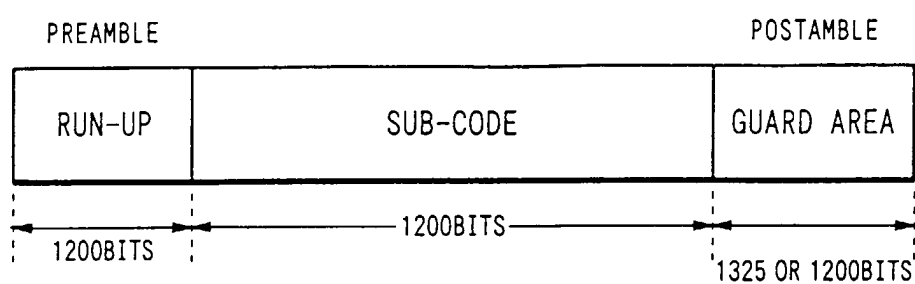 PREAMBLE POSTAMBLE
RUN-UP SUB-CODE GUARD AREA
1200BITS 1200BITS 1325 OR 1200BITS